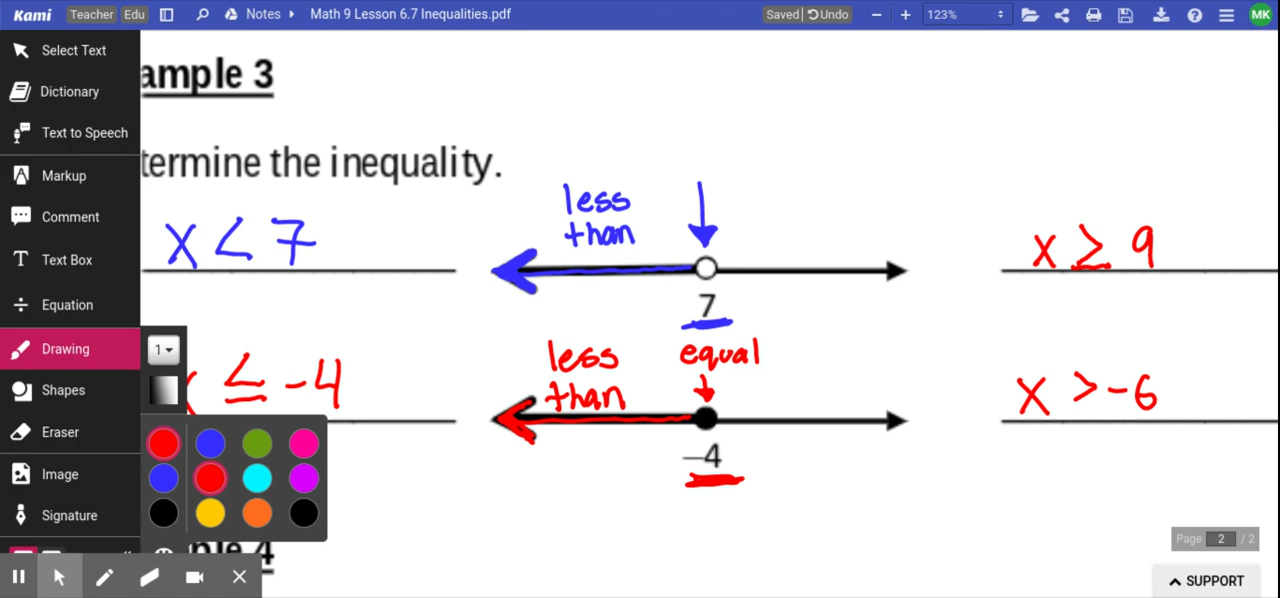 Kami Teacher Edu Notes Math 9 Lesson 6.7 Inequalities.pdf Saved Undo 123% MK
Select Text
Dictionary
Text to Speech
Markup
Comment
Text Box
Equation
Drawing
Shapes
Eraser
Image
Signature
1
ample 3
termine the inequality.
x < 7
less
than
7
x ≥ 9
x ≤ -4
less
than
equal
–4
x > -6
ple 4
Page 2 / 2
SUPPORT